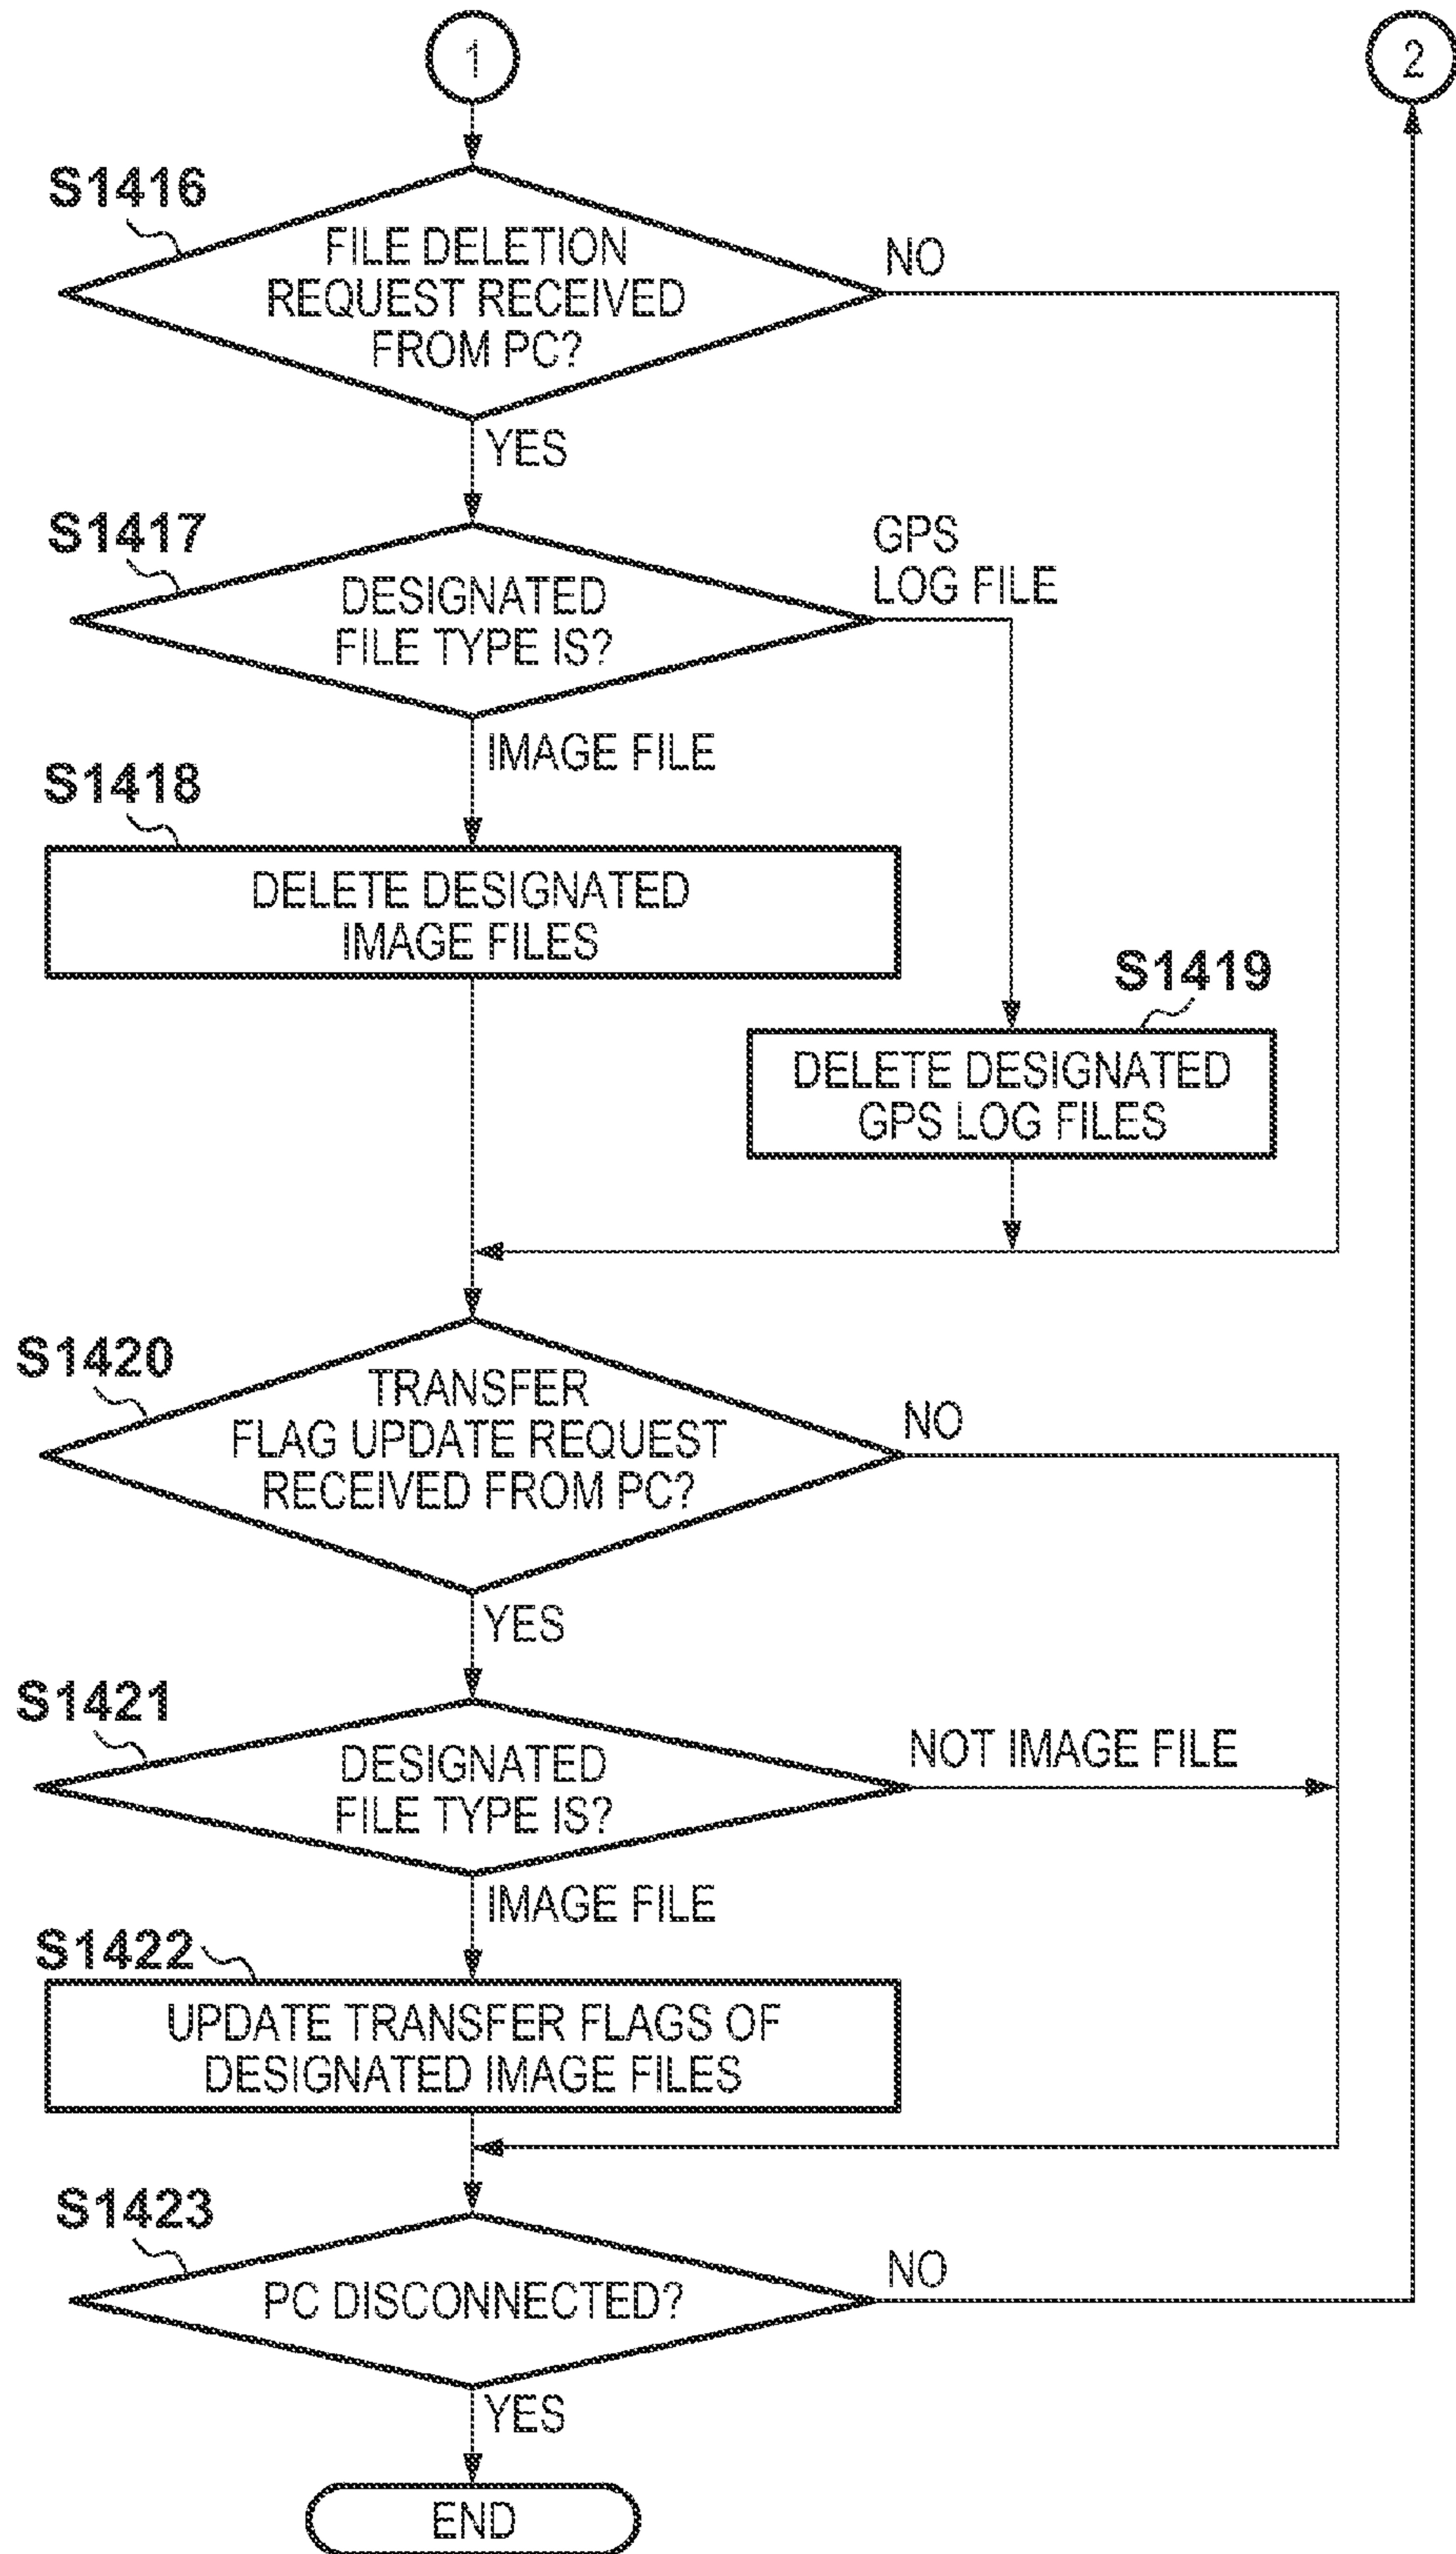 1
2
S1416
FILE DELETION
REQUEST RECEIVED
FROM PC?
NO
YES
S1417
DESIGNATED
FILE TYPE IS?
GPS
LOG FILE
IMAGE FILE
S1418
DELETE DESIGNATED
IMAGE FILES
S1419
DELETE DESIGNATED
GPS LOG FILES
S1420
TRANSFER
FLAG UPDATE REQUEST
RECEIVED FROM PC?
NO
YES
S1421
DESIGNATED
FILE TYPE IS?
NOT IMAGE FILE
IMAGE FILE
S1422
UPDATE TRANSFER FLAGS OF
DESIGNATED IMAGE FILES
S1423
PC DISCONNECTED?
NO
YES
END